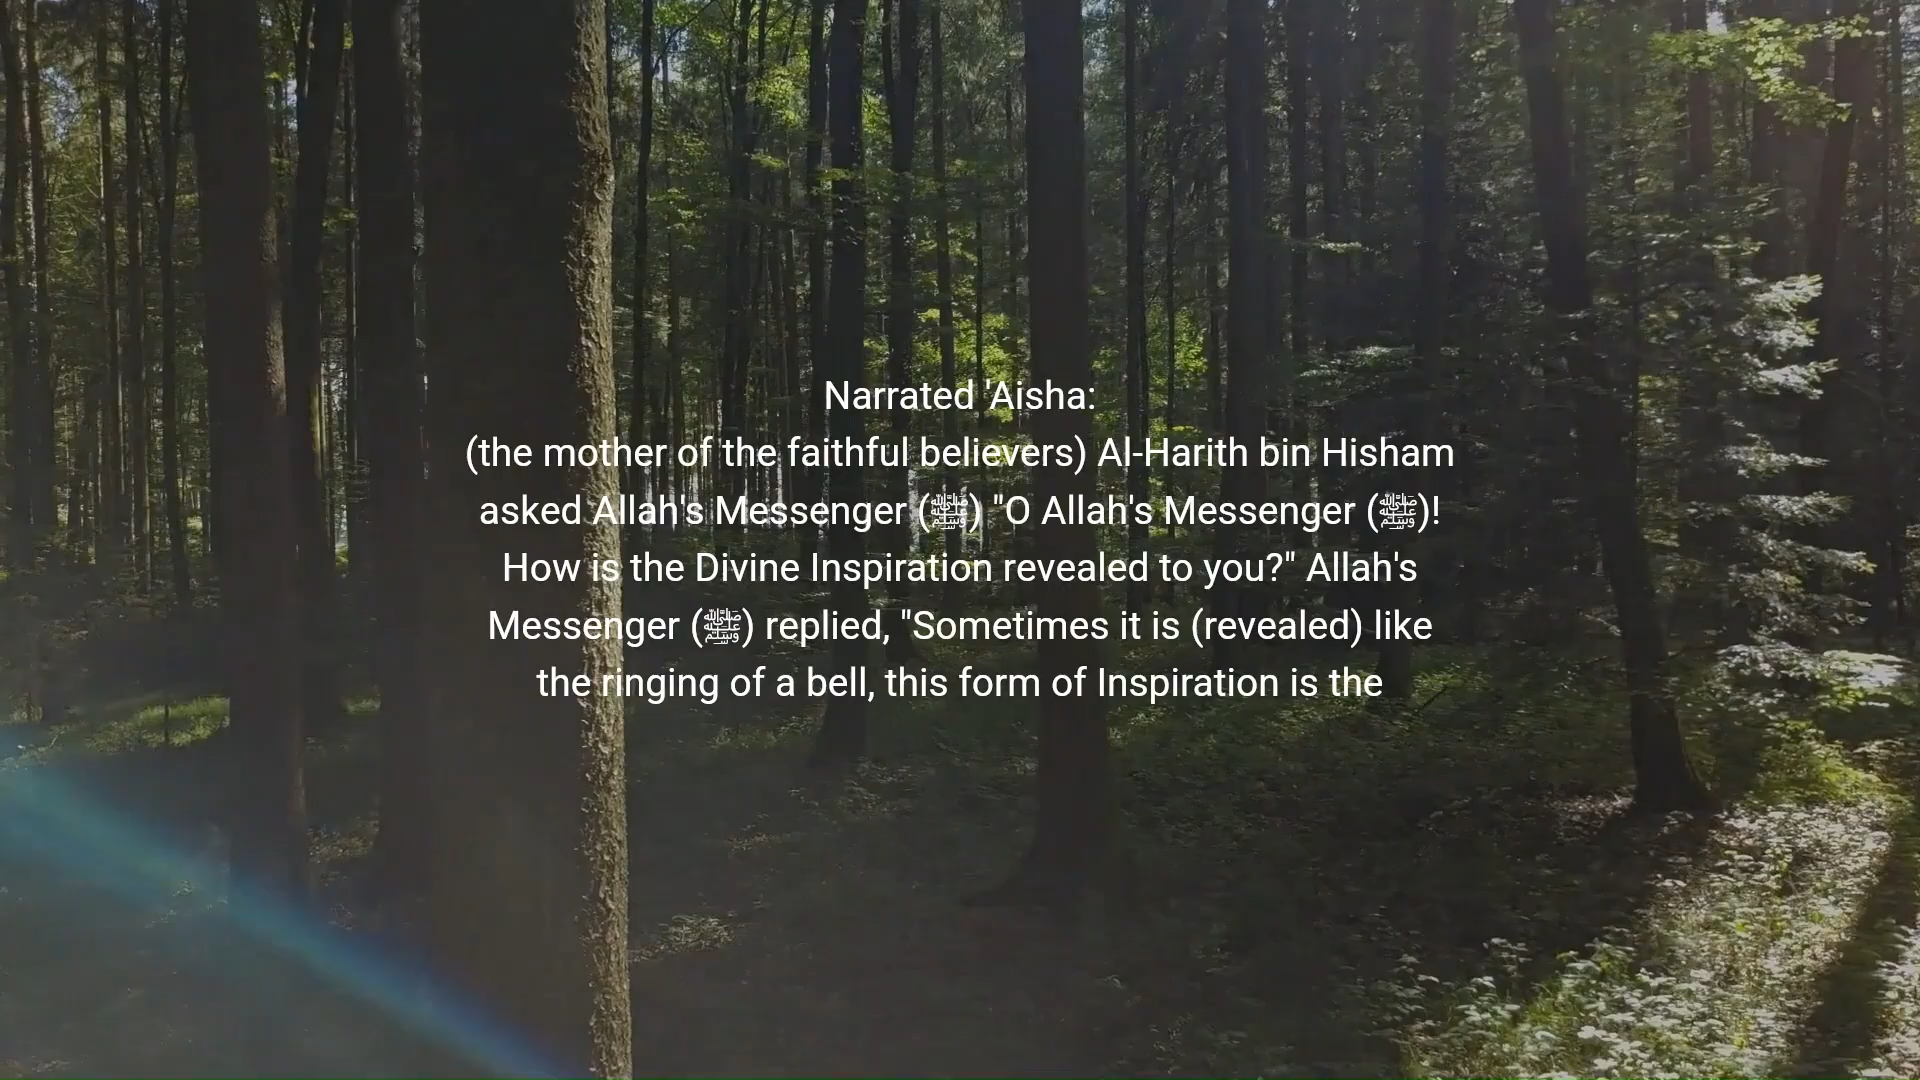 Narrated 'Aisha:
(the mother of the faithful believers) Al-Harith bin Hisham
asked Allah's Messenger (ﷺ) "O Allah's Messenger (ﷺ)!
How is the Divine Inspiration revealed to you?" Allah's
Messenger (ﷺ) replied, "Sometimes it is (revealed) like
the ringing of a bell, this form of Inspiration is the